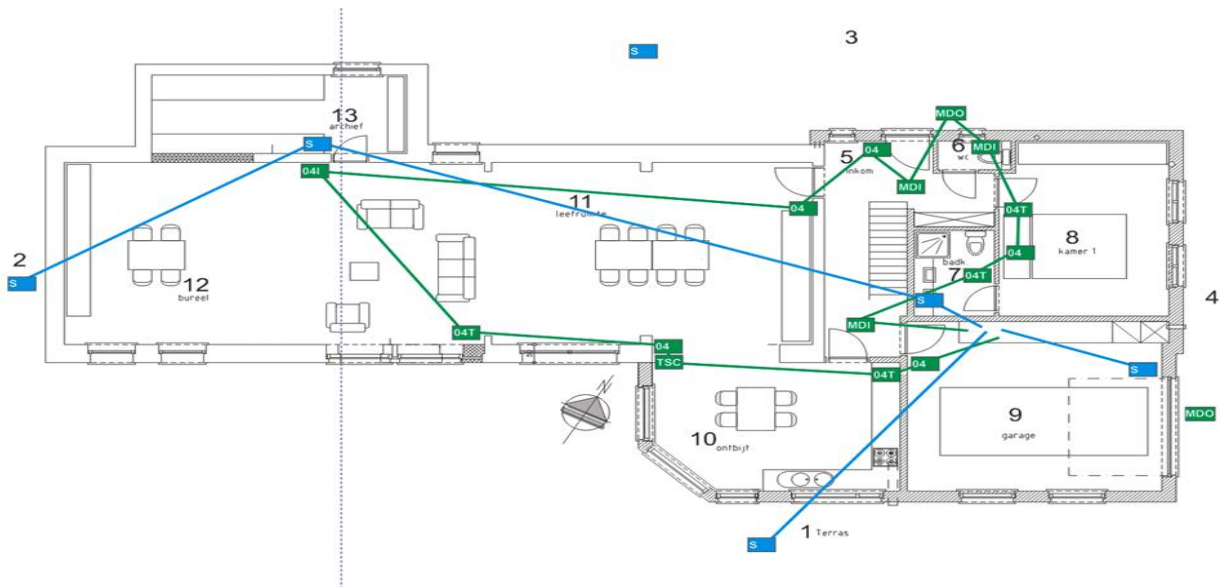 S
3
13
archief
S
04I
2
S
12
bureel
11
leefruimte
04
5
inkom
04
MDO
6
wc
MDI
MDI
04T
8
kamer 1
04
badk
7
04T
S
4
MDI
04T
04
TSC
N
04T
04
S
9
garage
MDO
10
ontbijt
S
1 Terras